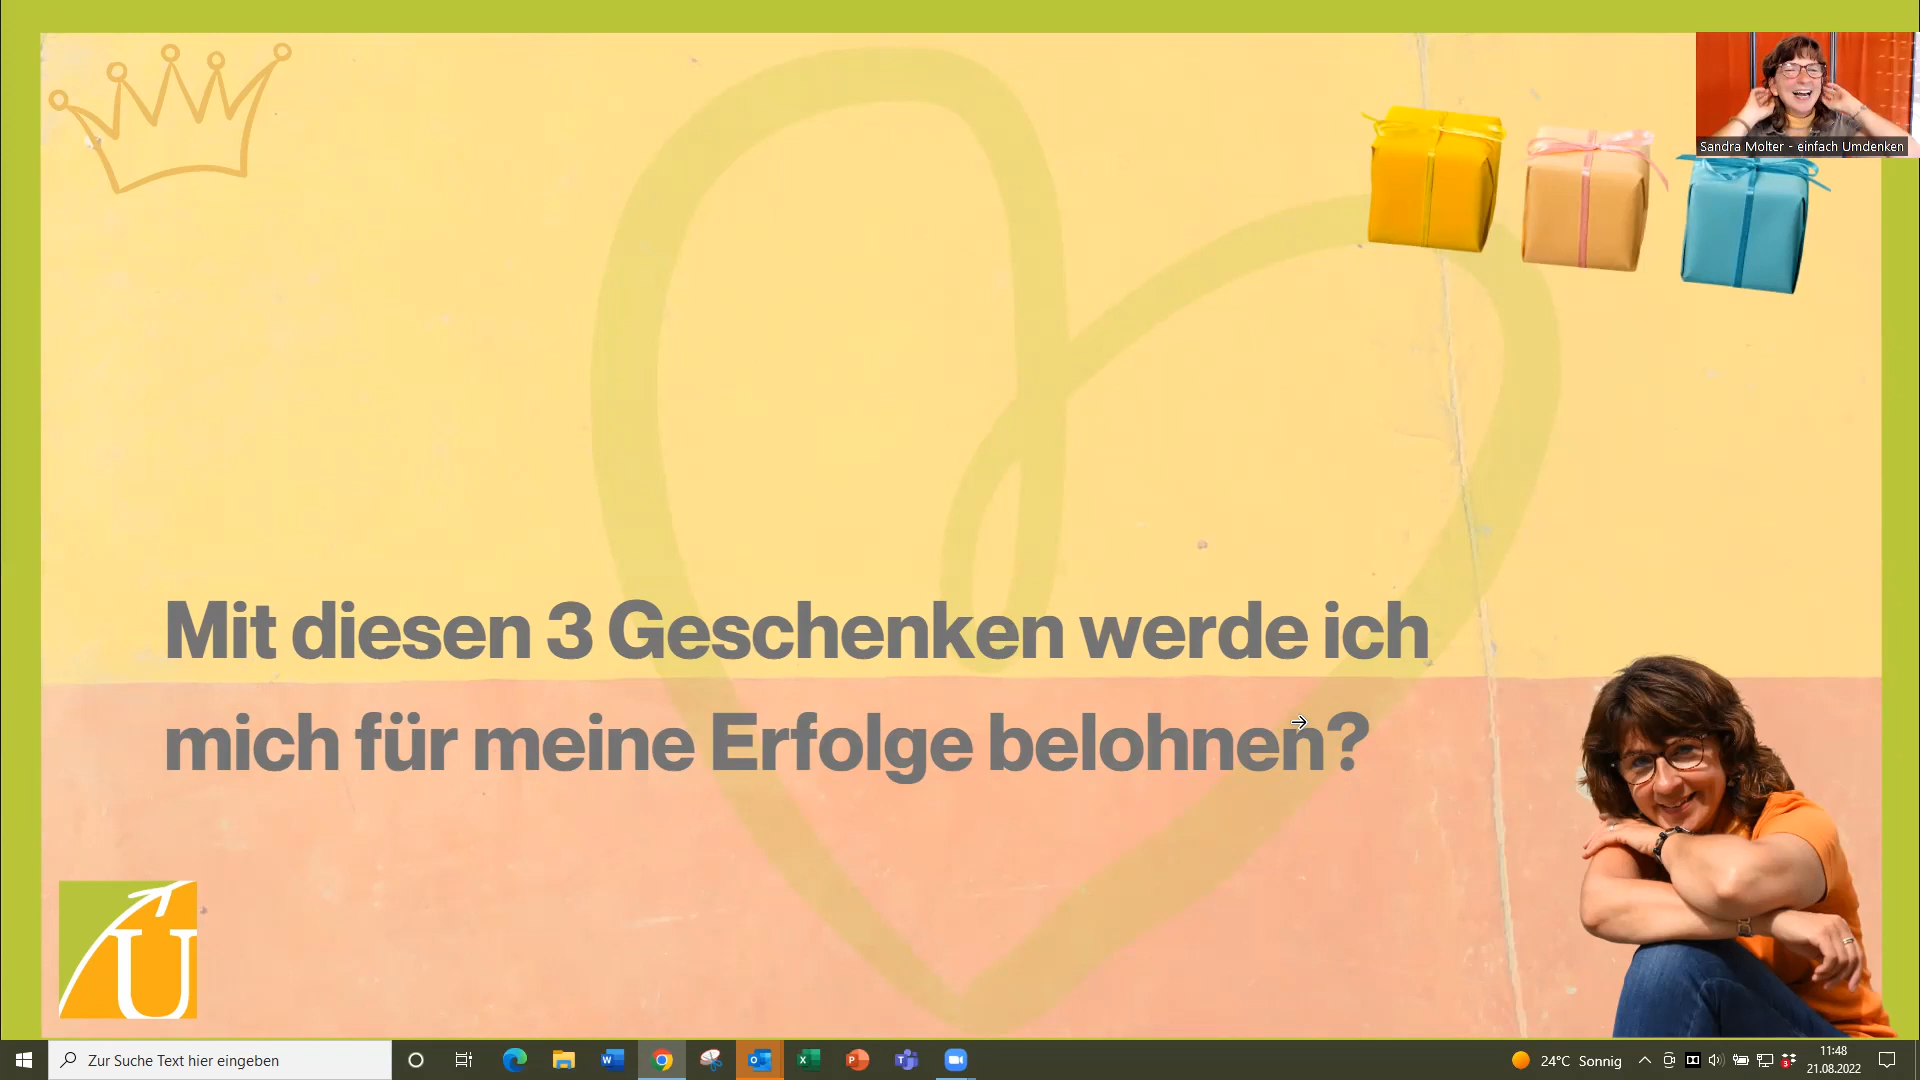 Sandra Molter - einfach Umdenken
Mit diesen 3 Geschenken werde ich
mich für meine Erfolge belohnen?
U
Zur Suche Text hier eingeben
24°C Sonnig
11:48
21.08.2022